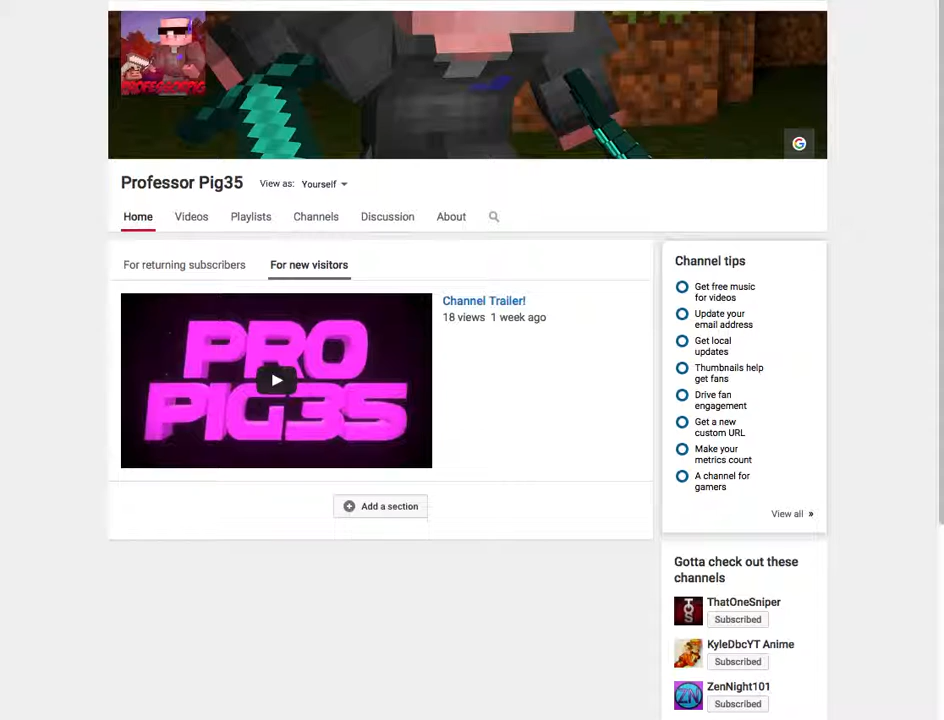 PROFESSORPIG
Professor Pig35
View as: Yourself
Home
Videos
Playlists
Channels
Discussion
About
For returning subscribers
For new visitors
PRO
PIG35
Channel Trailer!
18 views 1 week ago
Add a section
Channel tips
Get free music
for videos
Update your
email address
Get local
updates
Thumbnails help
get fans
Drive fan
engagement
Get a new
custom URL
Make your
metrics count
A channel for
gamers
View all »
Gotta check out these
channels
TOS
ThatOneSniper
Subscribed
KyleDbcYT Anime
Subscribed
ZN
ZenNight101
Subscribed